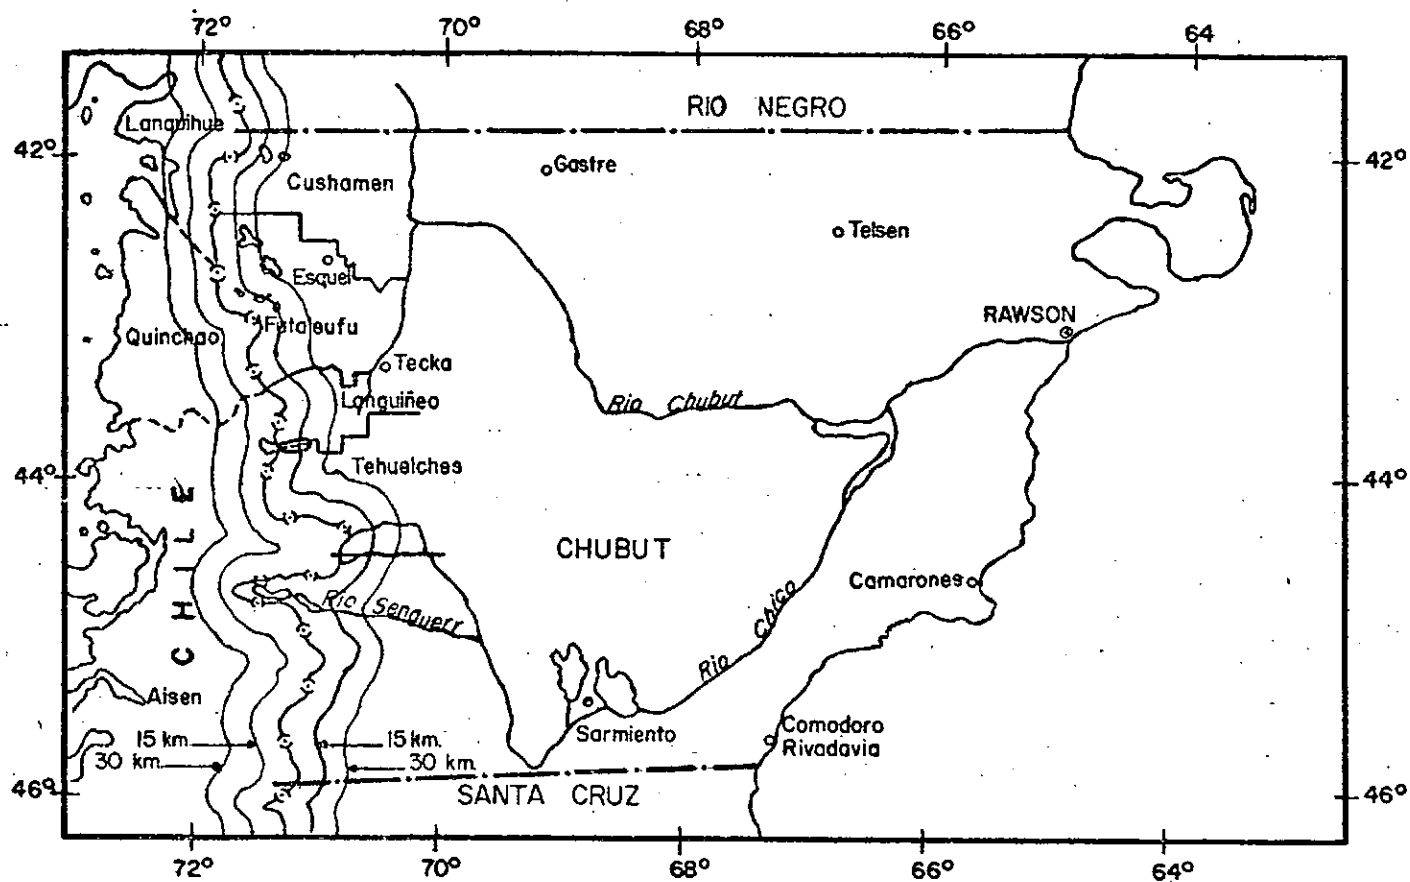 72° 70° 68° 66° 64
RIO NEGRO
Lanquihue
42° 42°
Gastre
Cushamen
Telsen
Esquel
RAWSON
Futaleufu
Quinchao
Tecka
Languiñeo
Rio Chubut
Tehuelches
44° 44°
CHILE
CHUBUT
Camarones
Rio Senguerr
Rio Chico
Aisen
Sarmiento
Comodoro
Rivadavia
15 km. 15 km.
30 km. 30 km.
46° 46°
SANTA CRUZ
72° 70° 68° 66° 64°